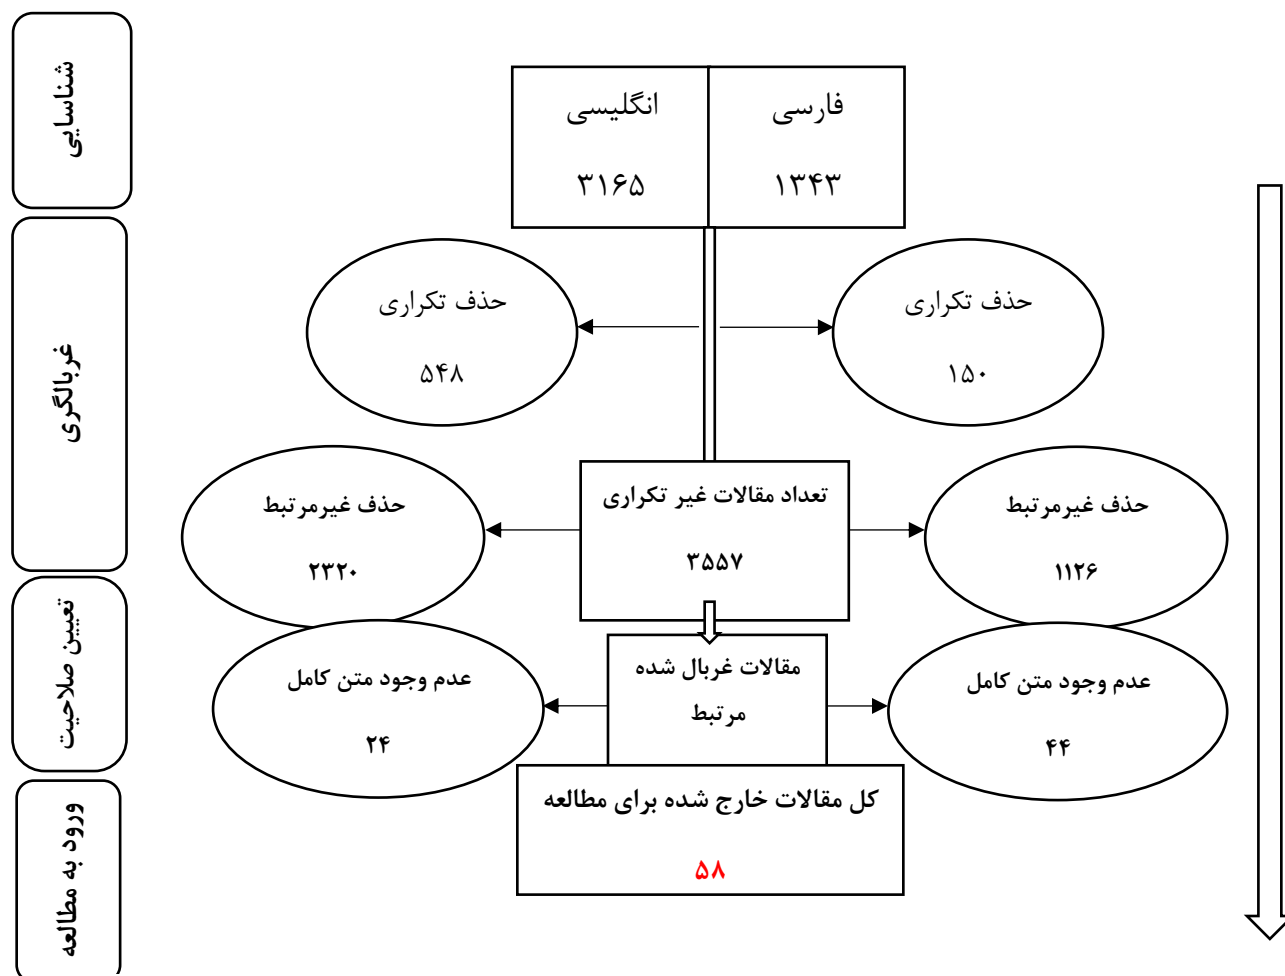 شناسایی
فارسی
۱۳۴۳
انگلیسی
۳۱۶۵
غربالگری
حذف تکراری
۱۵۰
حذف تکراری
۵۴۸
تعداد مقالات غیر تکراری
۳۵۵۷
حذف غیرمرتبط
۱۱۲۶
حذف غیرمرتبط
۲۳۲۰
تعیین صلاحیت
مقالات غربال شده
مرتبط
عدم وجود متن کامل
۴۴
عدم وجود متن کامل
۲۴
ورود به مطالعه
کل مقالات خارج شده برای مطالعه
۵۸